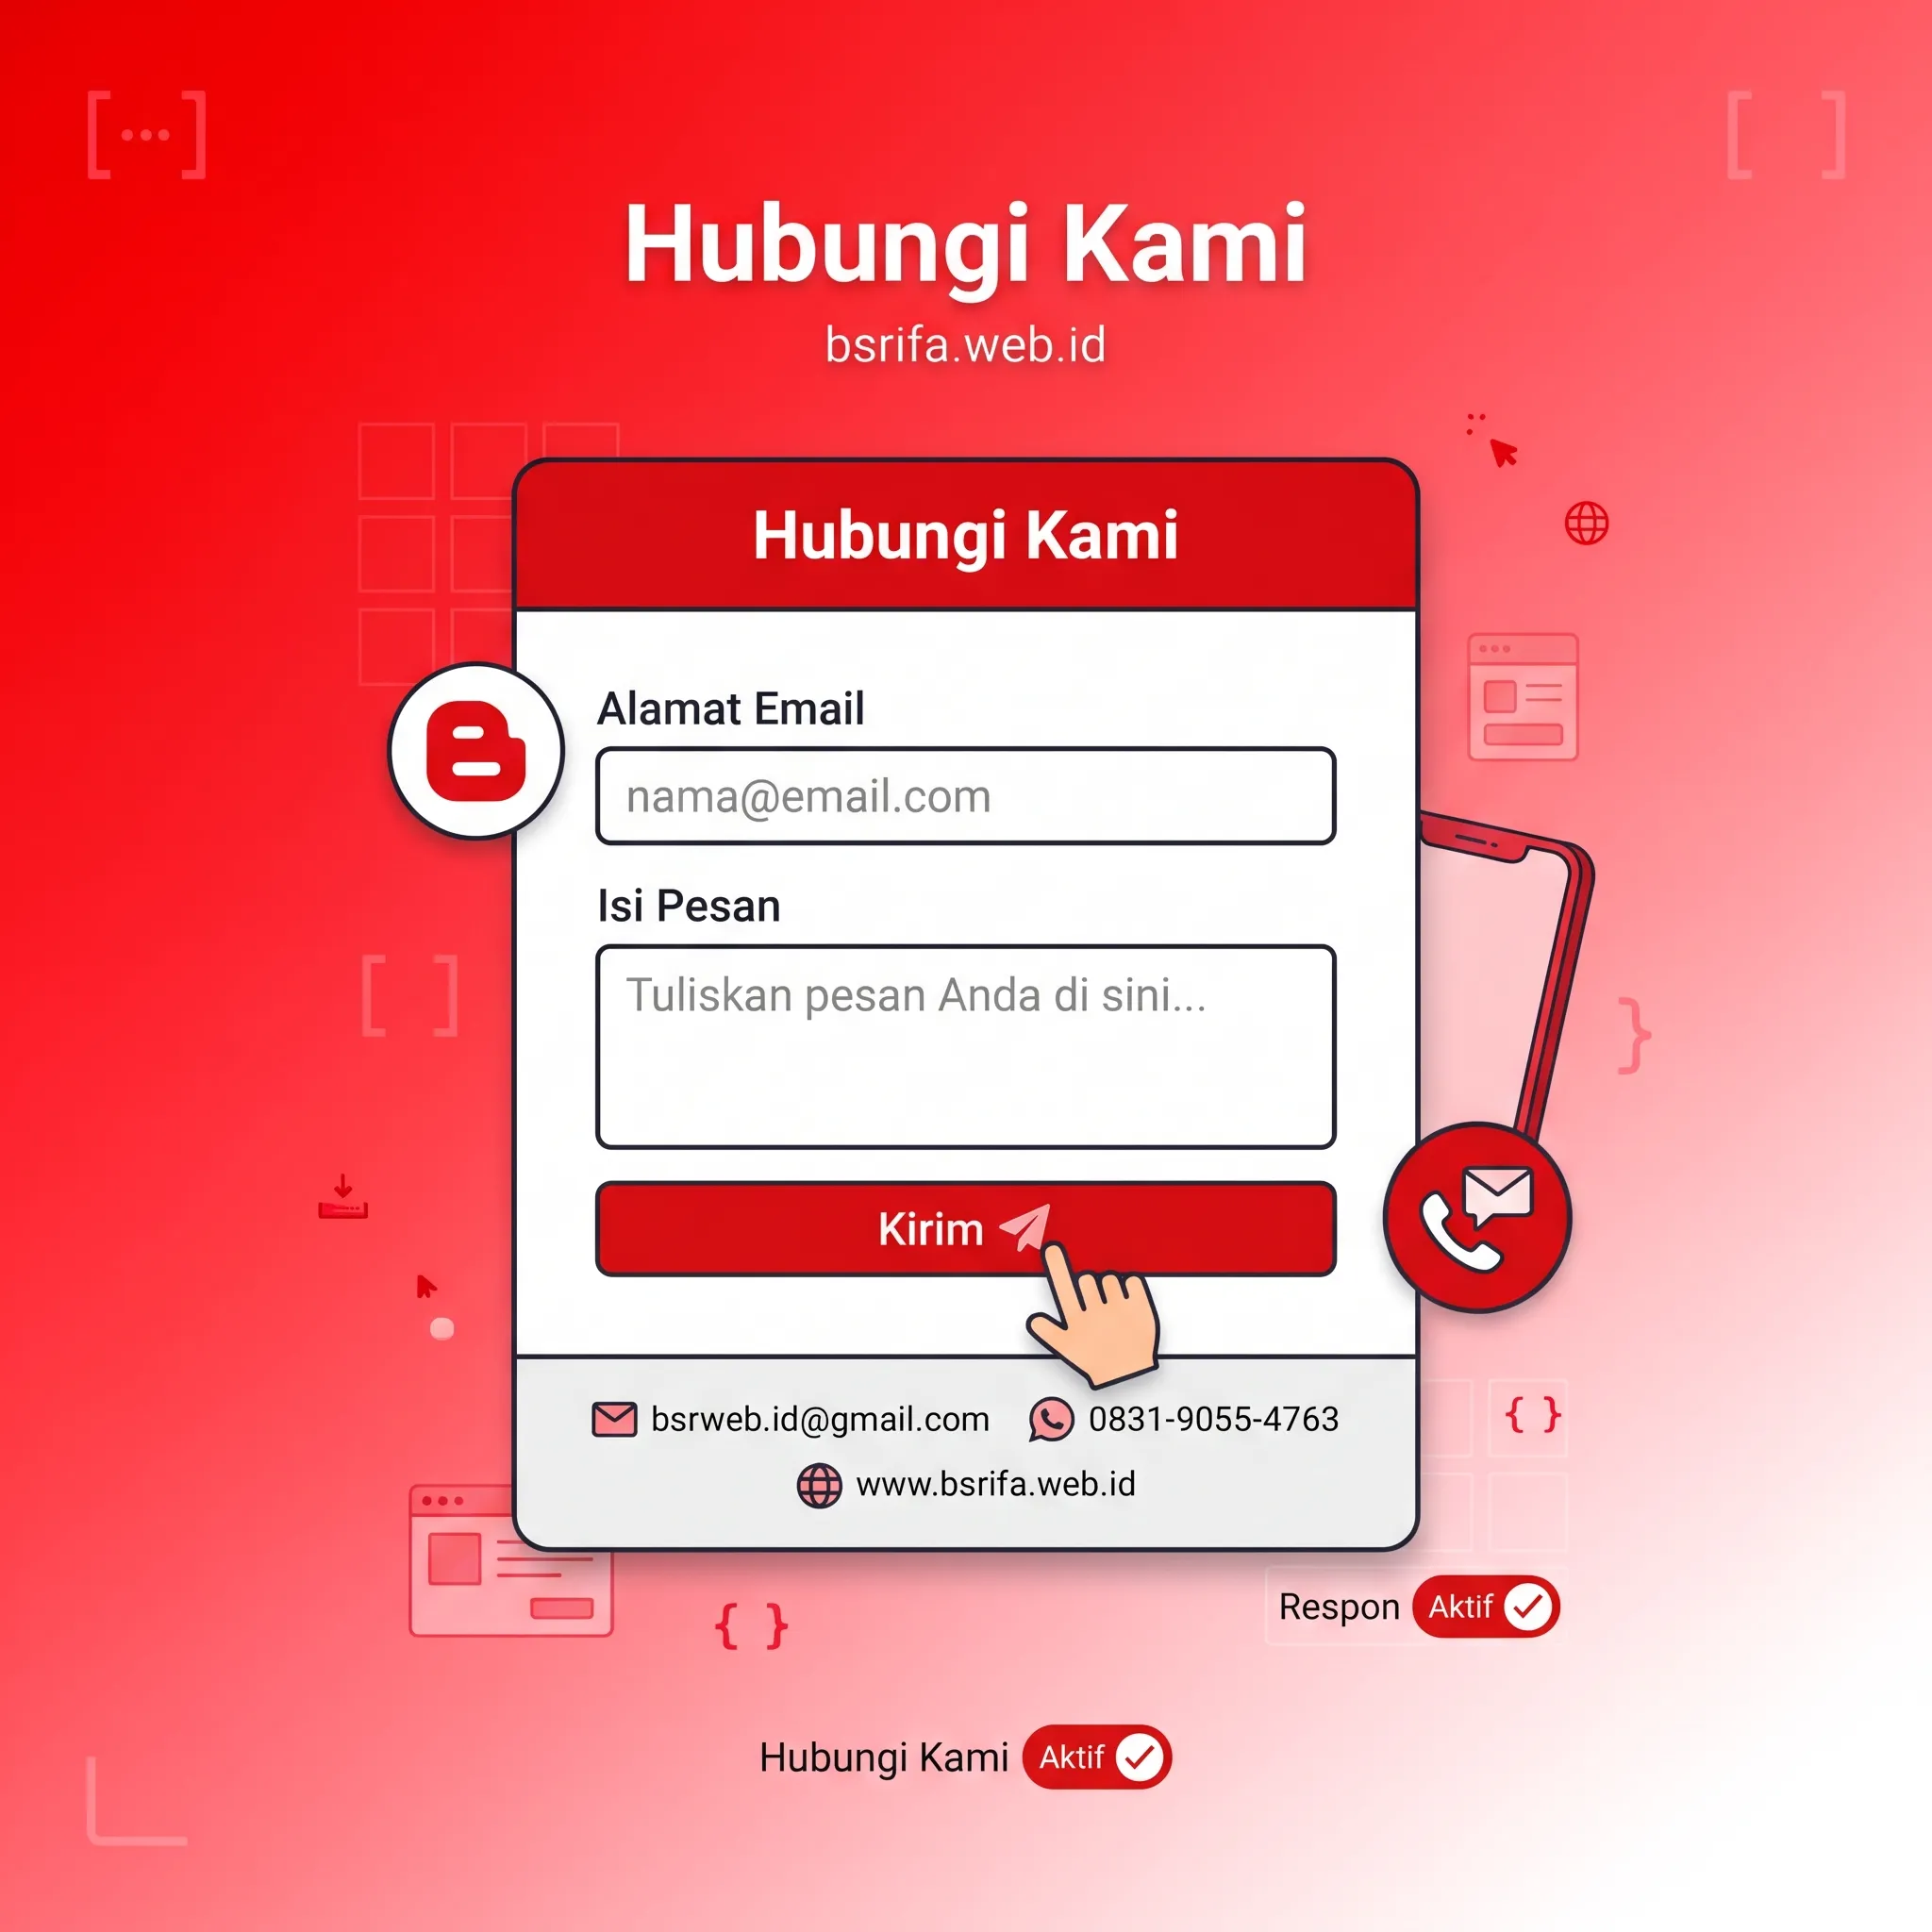 Hubungi Kami
bsrifa.web.id
Hubungi Kami
Alamat Email
nama@email.com
Isi Pesan
Tuliskan pesan Anda di sini...
Kirim
bsrweb.id@gmail.com 0831-9055-4763
www.bsrifa.web.id
Respon Aktif
Hubungi Kami Aktif